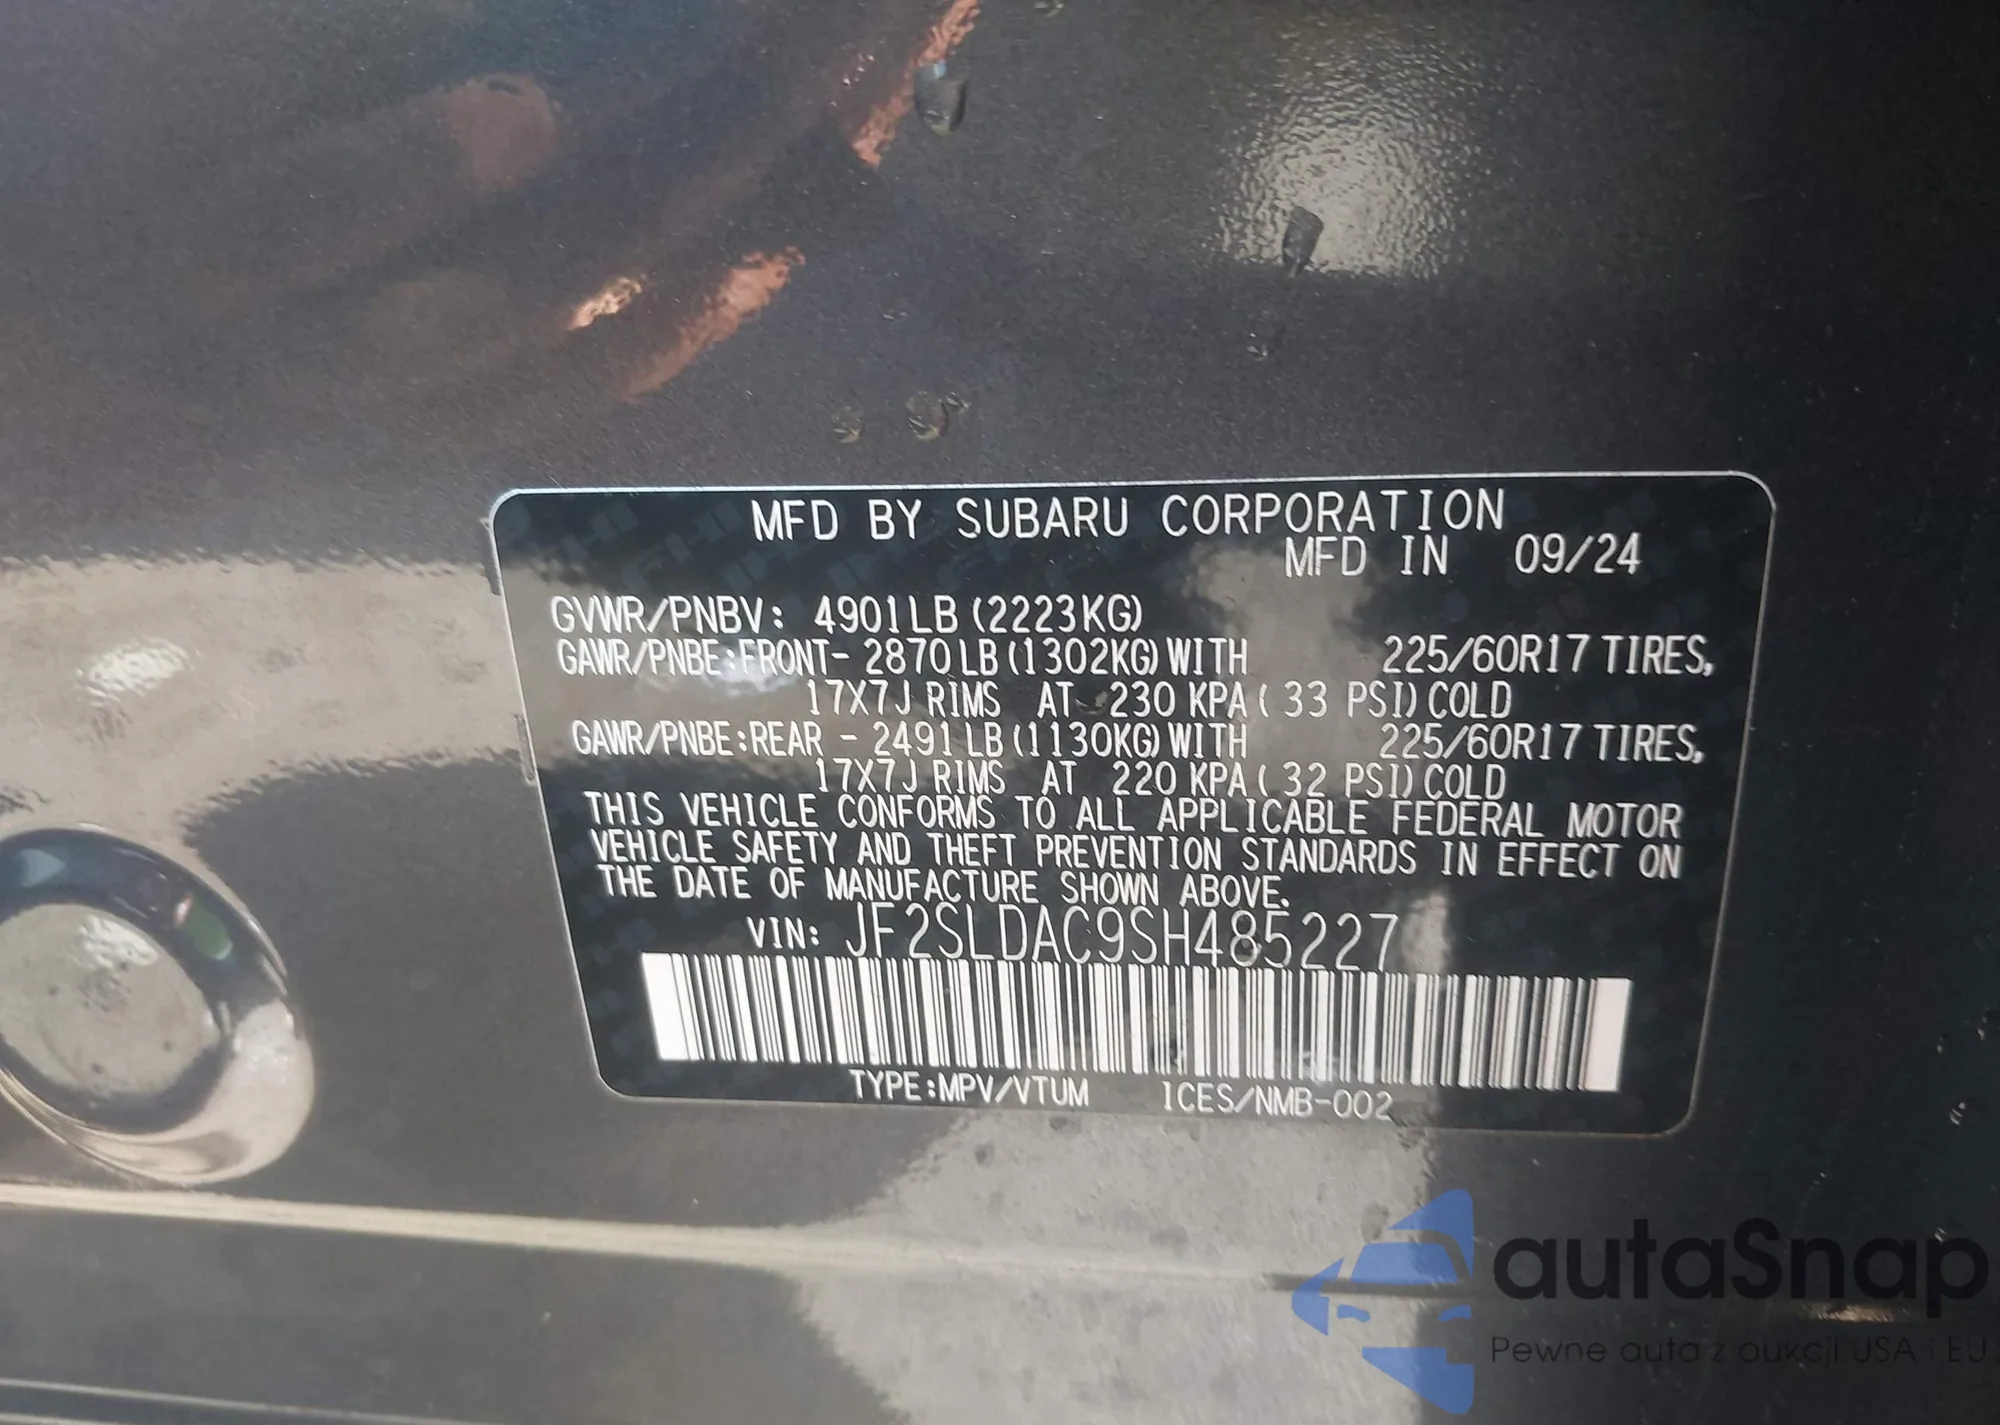 MFD BY SUBARU CORPORATION
MFD IN 09/24
GVWR/PNBV: 4901LB (2223KG)
GAWR/PNBE:FRONT- 2870LB(1302KG)WITH 225/60R17 TIRES,
17X7J RIMS AT 230 KPA( 33 PSI)COLD
GAWR/PNBE:REAR - 2491LB(1130KG)WITH 225/60R17 TIRES,
17X7J RIMS AT 220 KPA( 32 PSI)COLD
THIS VEHICLE CONFORMS TO ALL APPLICABLE FEDERAL MOTOR
VEHICLE SAFETY AND THEFT PREVENTION STANDARDS IN EFFECT ON
THE DATE OF MANUFACTURE SHOWN ABOVE.
VIN: JF2SLDAC9SH485227
TYPE:MPV/VTUM ICES/NMB-002
autaSnap
Pewne auta z aukcji USA i EU